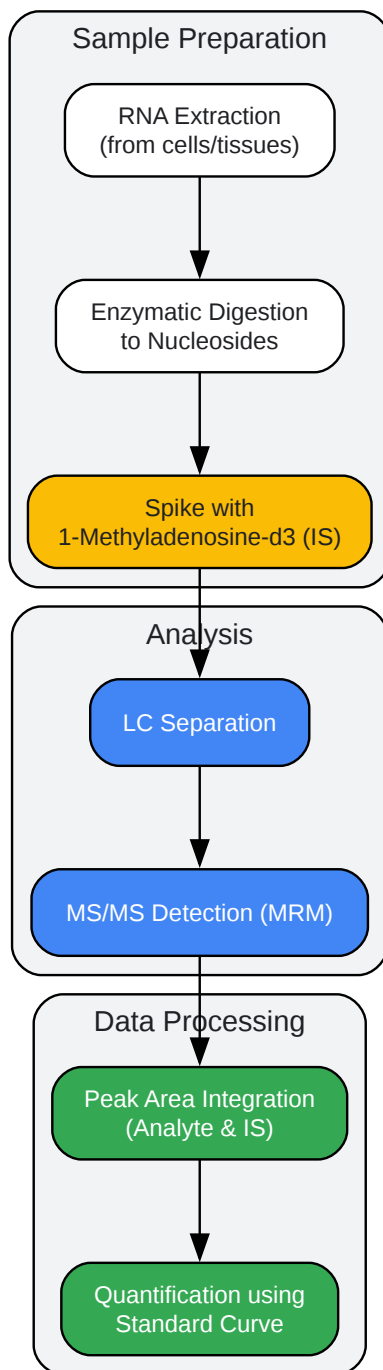 Sample Preparation
RNA Extraction
(from cells/tissues)
Enzymatic Digestion
to Nucleosides
Spike with
1-Methyladenosine-d3 (IS)
Analysis
LC Separation
MS/MS Detection (MRM)
Data Processing
Peak Area Integration
(Analyte & IS)
Quantification using
Standard Curve